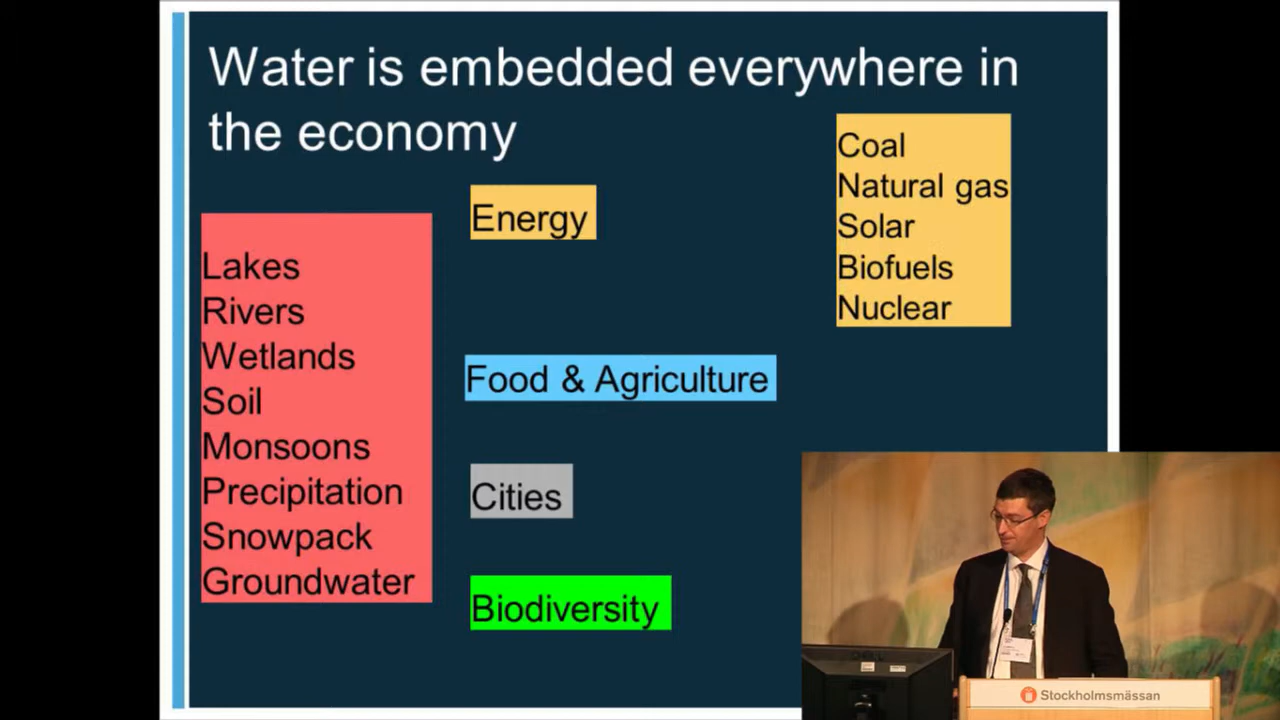 Water is embedded everywhere in
the economy
Coal
Natural gas
Solar
Biofuels
Nuclear
Energy
Lakes
Rivers
Wetlands
Soil
Monsoons
Precipitation
Snowpack
Groundwater
Food & Agriculture
Cities
Biodiversity
Stockholmsmässan